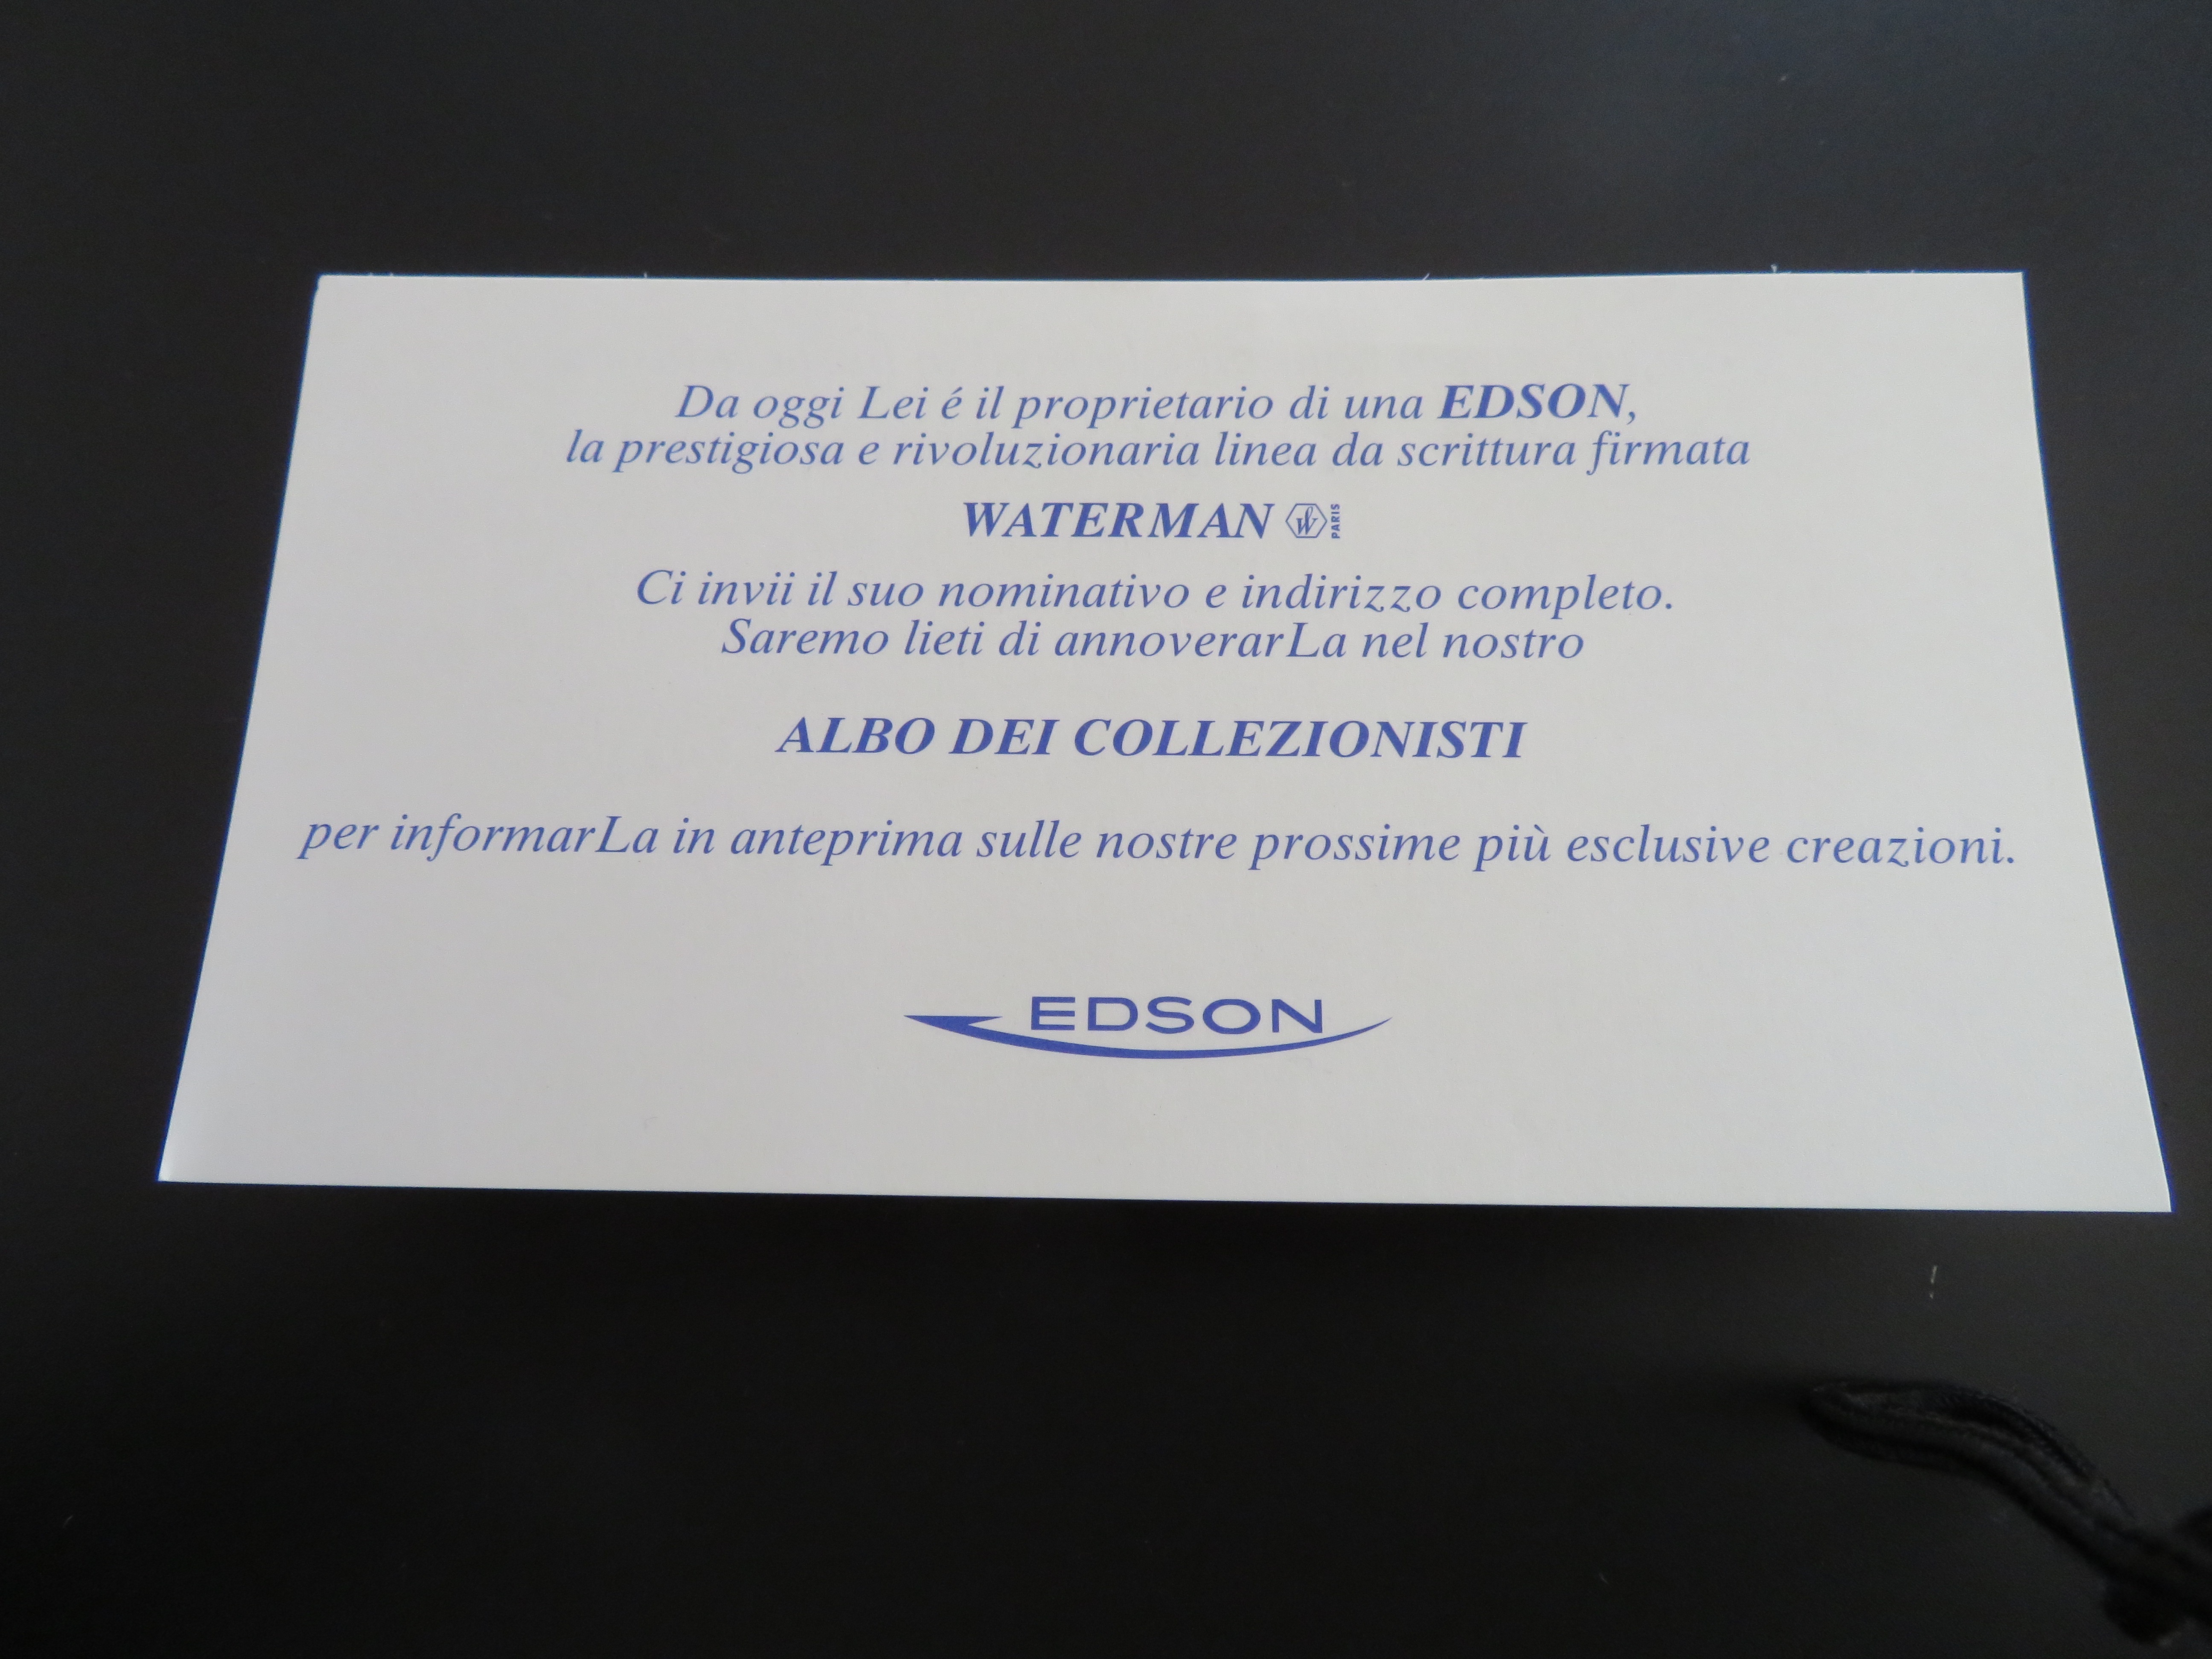 Da oggi Lei é il proprietario di una EDSON,
la prestigiosa e rivoluzionaria linea da scrittura firmata
WATERMAN W PARIS
Ci invii il suo nominativo e indirizzo completo.
Saremo lieti di annoverarLa nel nostro
ALBO DEI COLLEZIONISTI
per informarLa in anteprima sulle nostre prossime più esclusive creazioni.
EDSON